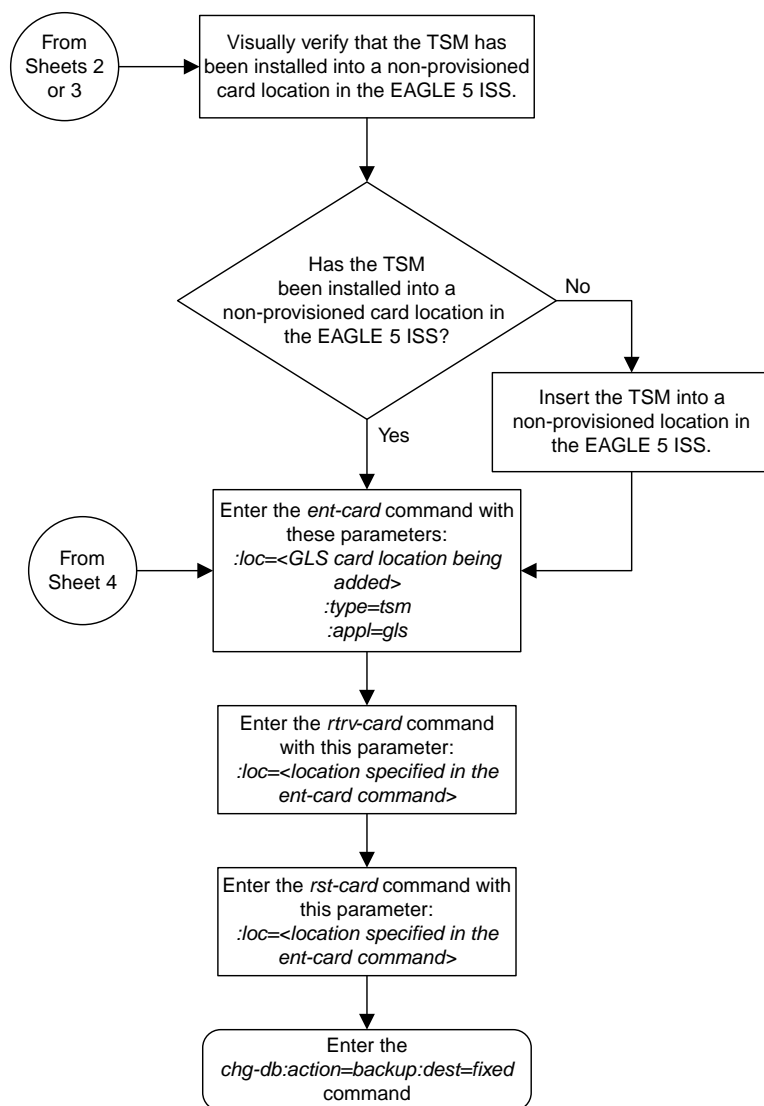 From
Sheets 2
or 3
Visually verify that the TSM has
been installed into a non-provisioned
card location in the EAGLE 5 ISS.
Has the TSM
been installed into a
non-provisioned card location in
the EAGLE 5 ISS?
No
Yes
Insert the TSM into a
non-provisioned location in
the EAGLE 5 ISS.
From
Sheet 4
Enter the ent-card command with
these parameters:
:loc=<GLS card location being
added>
:type=tsm
:appl=gls
Enter the rtrv-card command
with this parameter:
:loc=<location specified in the
ent-card command>
Enter the rst-card command with
this parameter:
:loc=<location specified in the
ent-card command>
Enter the
chg-db:action=backup:dest=fixed
command